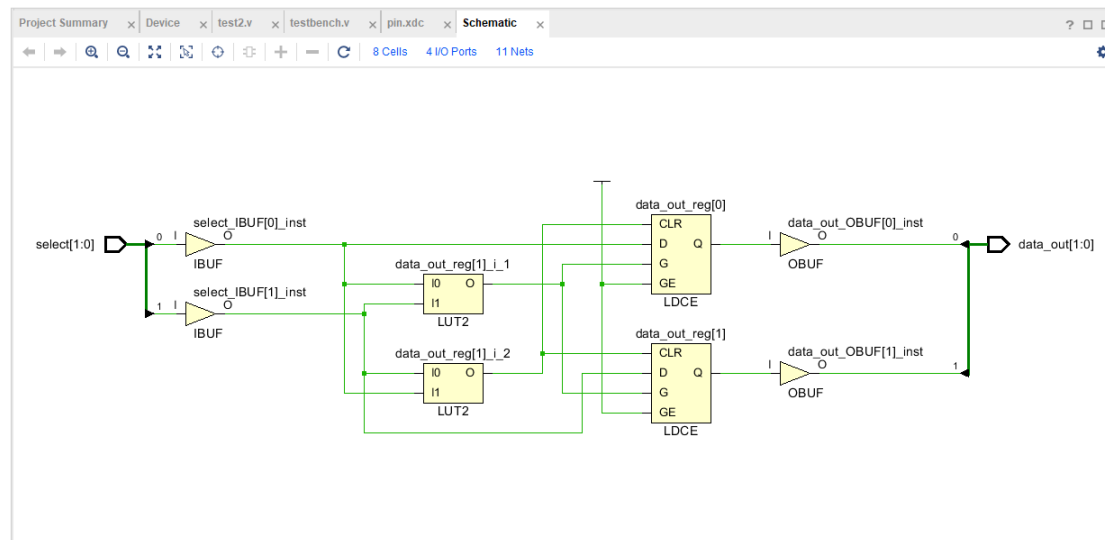 Project Summary × Device × test2.v × testbench.v × pin.xdc × Schematic × ?
8 Cells 4 I/O Ports 11 Nets
select[1:0]
0 I select_IBUF[0]_inst O
IBUF
1 I select_IBUF[1]_inst O
IBUF
data_out_reg[1]_i_1
I0 O
I1
LUT2
data_out_reg[1]_i_2
I0 O
I1
LUT2
data_out_reg[0]
CLR
D Q
G
GE
LDCE
data_out_reg[1]
CLR
D Q
G
GE
LDCE
data_out_OBUF[0]_inst
I O 0
OBUF
data_out_OBUF[1]_inst
I O 1
OBUF
data_out[1:0]